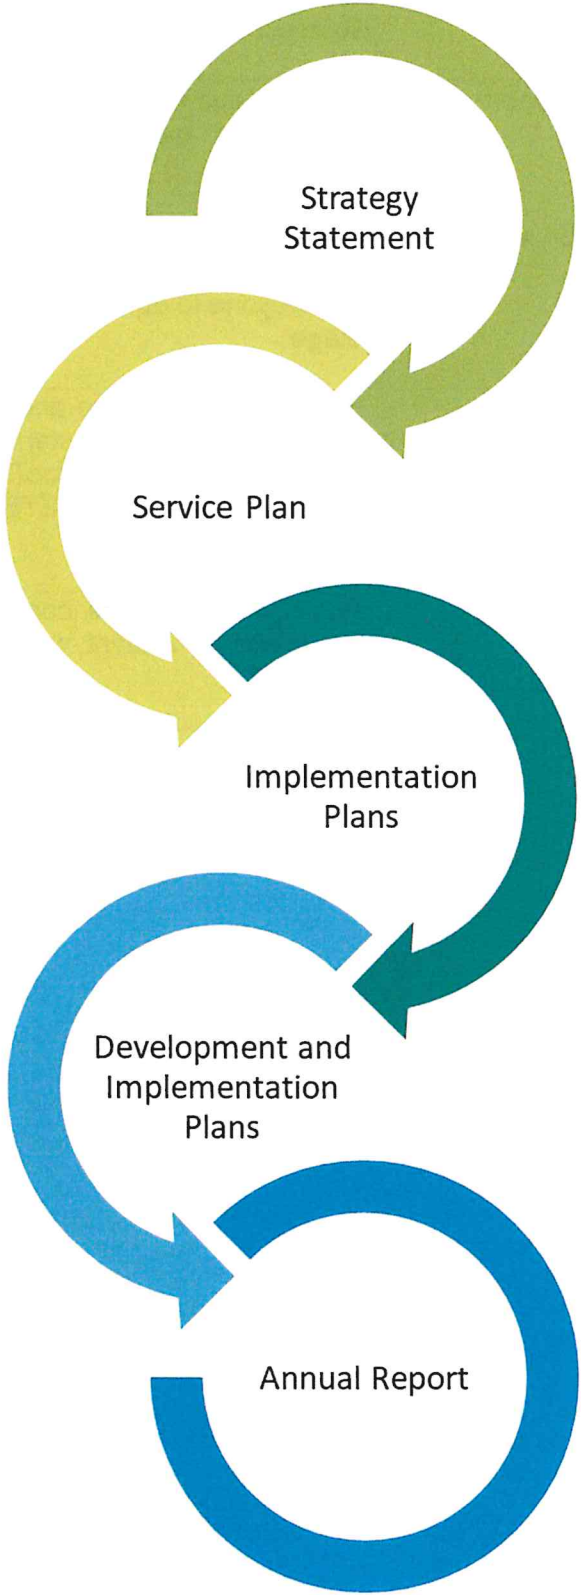 Strategy
Statement
Service Plan
Implementation
Plans
Development and
Implementation
Plans
Annual Report